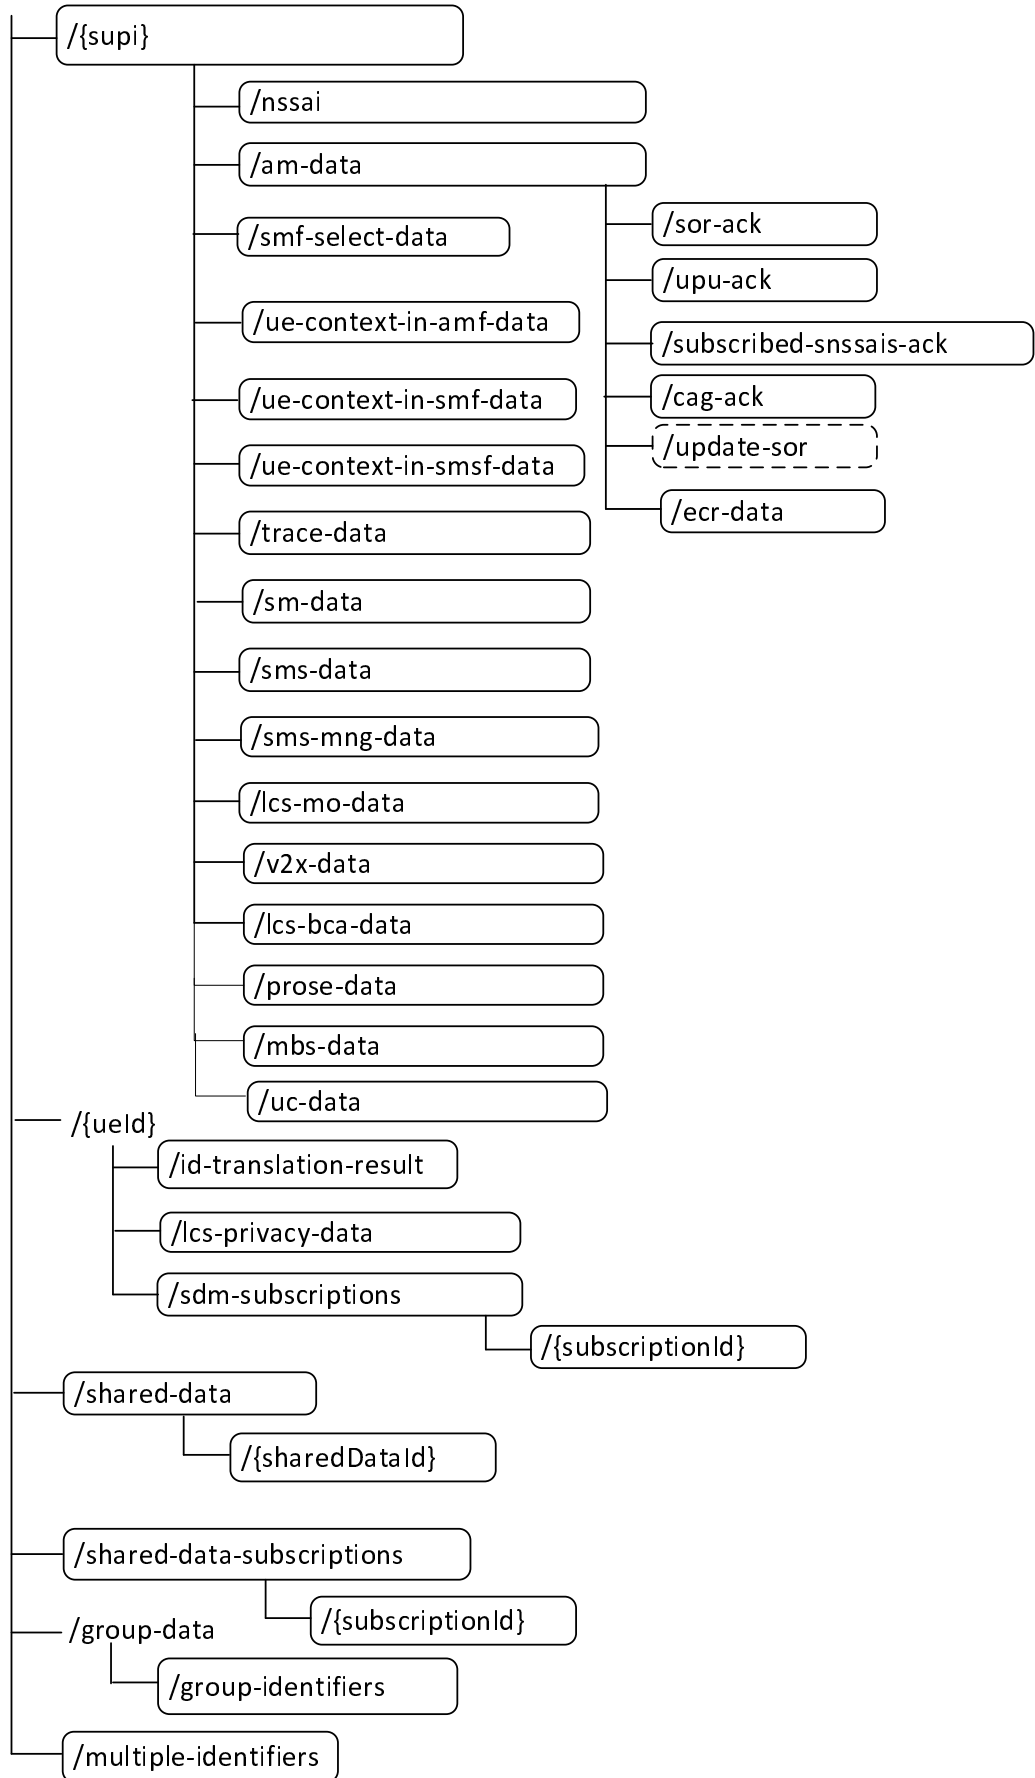 /{supi}
/nssai
/am-data
/sor-ack
/smf-select-data
/upu-ack
/ue-context-in-amf-data
/subscribed-snssais-ack
/ue-context-in-smf-data
/cag-ack
/update-sor
/ue-context-in-smsf-data
/ecr-data
/trace-data
/sm-data
/sms-data
/sms-mng-data
/lcs-mo-data
/v2x-data
/lcs-bca-data
/prose-data
/mbs-data
/uc-data
/{ueId}
/id-translation-result
/lcs-privacy-data
/sdm-subscriptions
/{subscriptionId}
/shared-data
/{sharedDataId}
/shared-data-subscriptions
/{subscriptionId}
/group-data
/group-identifiers
/multiple-identifiers